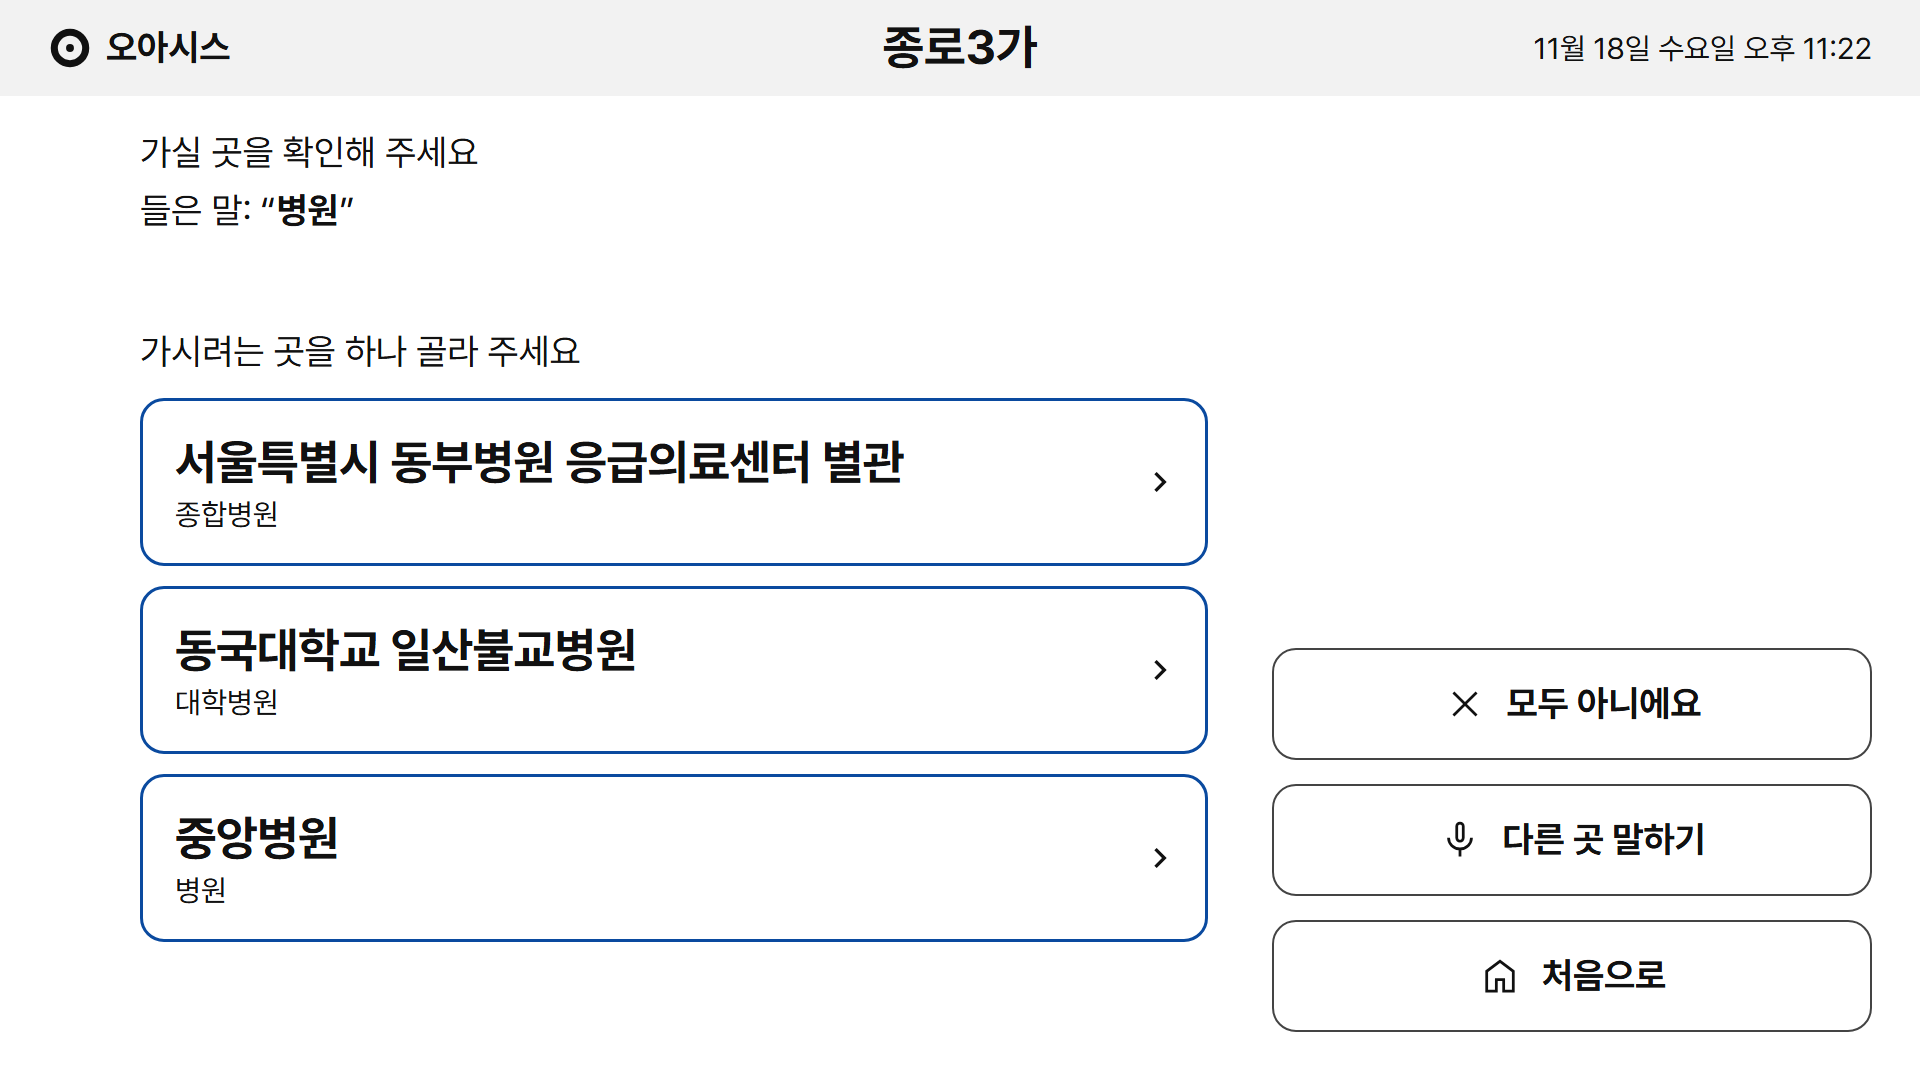 오아시스
종로3가
11월 18일 수요일 오후 11:22
가실 곳을 확인해 주세요
들은 말: “병원”
가시려는 곳을 하나 골라 주세요
서울특별시 동부병원 응급의료센터 별관
종합병원
동국대학교 일산불교병원
대학병원
중앙병원
병원
모두 아니에요
다른 곳 말하기
처음으로